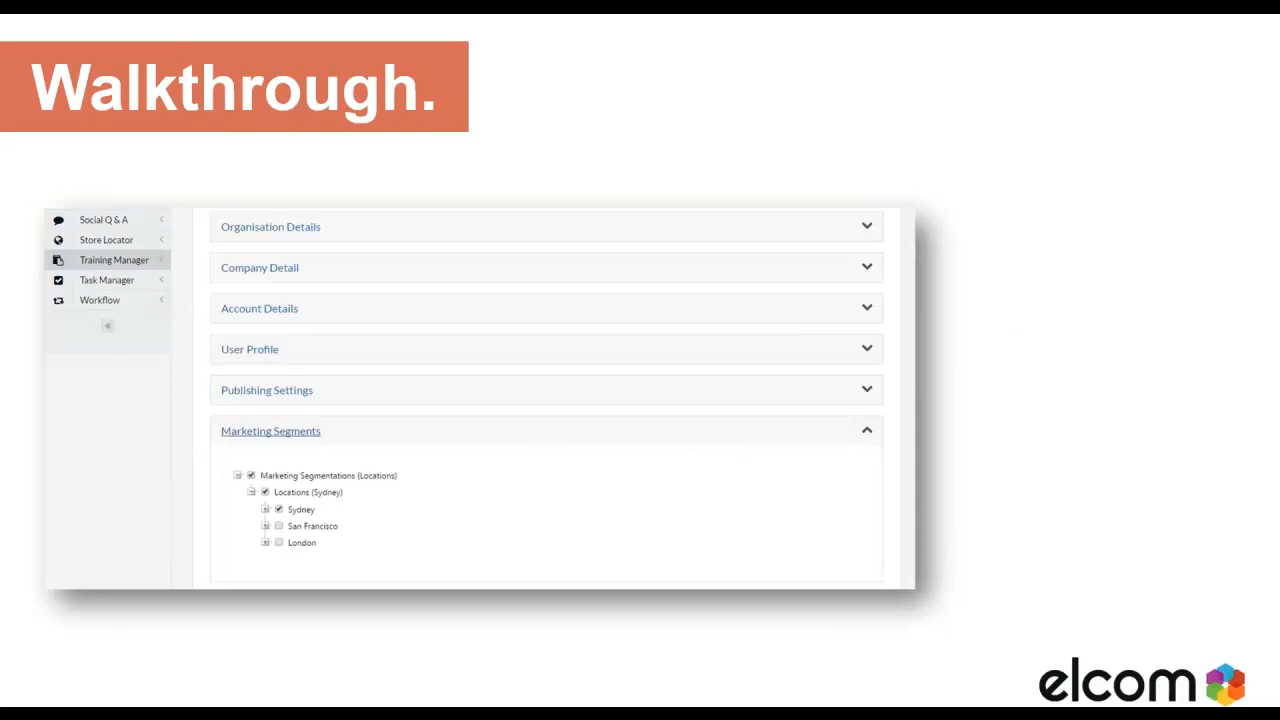 Walkthrough.
Social Q & A
Store Locator
Training Manager
Task Manager
Workflow
Organisation Details
Company Detail
Account Details
User Profile
Publishing Settings
Marketing Segments
Marketing Segmentations (Locations)
Locations (Sydney)
Sydney
San Francisco
London
elcom